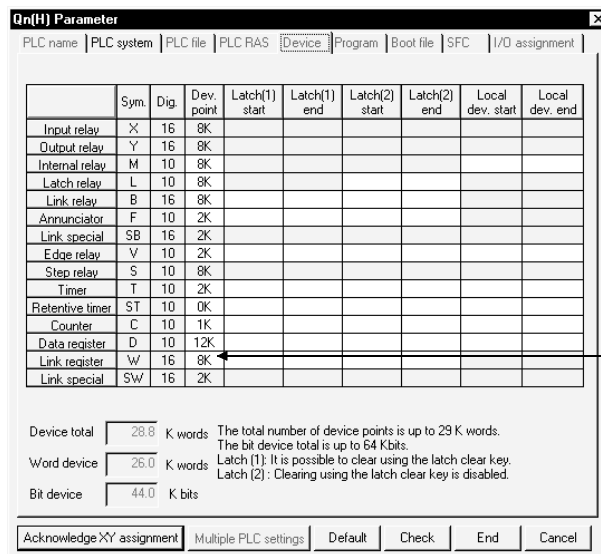 Qn(H) Parameter
PLC name PLC system PLC file PLC RAS Device Program Boot file SFC I/O assignment
Sym. Dig. Dev. point Latch(1) start Latch(1) end Latch(2) start Latch(2) end Local dev. start Local dev. end
Input relay X 16 8K
Output relay Y 16 8K
Internal relay M 10 8K
Latch relay L 10 8K
Link relay B 16 8K
Annunciator F 10 2K
Link special SB 16 2K
Edge relay V 10 2K
Step relay S 10 8K
Timer T 10 2K
Retentive timer ST 10 0K
Counter C 10 1K
Data register D 10 12K
Link register W 16 8K
Link special SW 16 2K
Device total 28.8 K words
Word device 26.0 K words
Bit device 44.0 K bits
The total number of device points is up to 29 K words.
The bit device total is up to 64 Kbits.
Latch (1): It is possible to clear using the latch clear key.
Latch (2) : Clearing using the latch clear key is disabled.
Acknowledge XY assignment Multiple PLC settings Default Check End Cancel